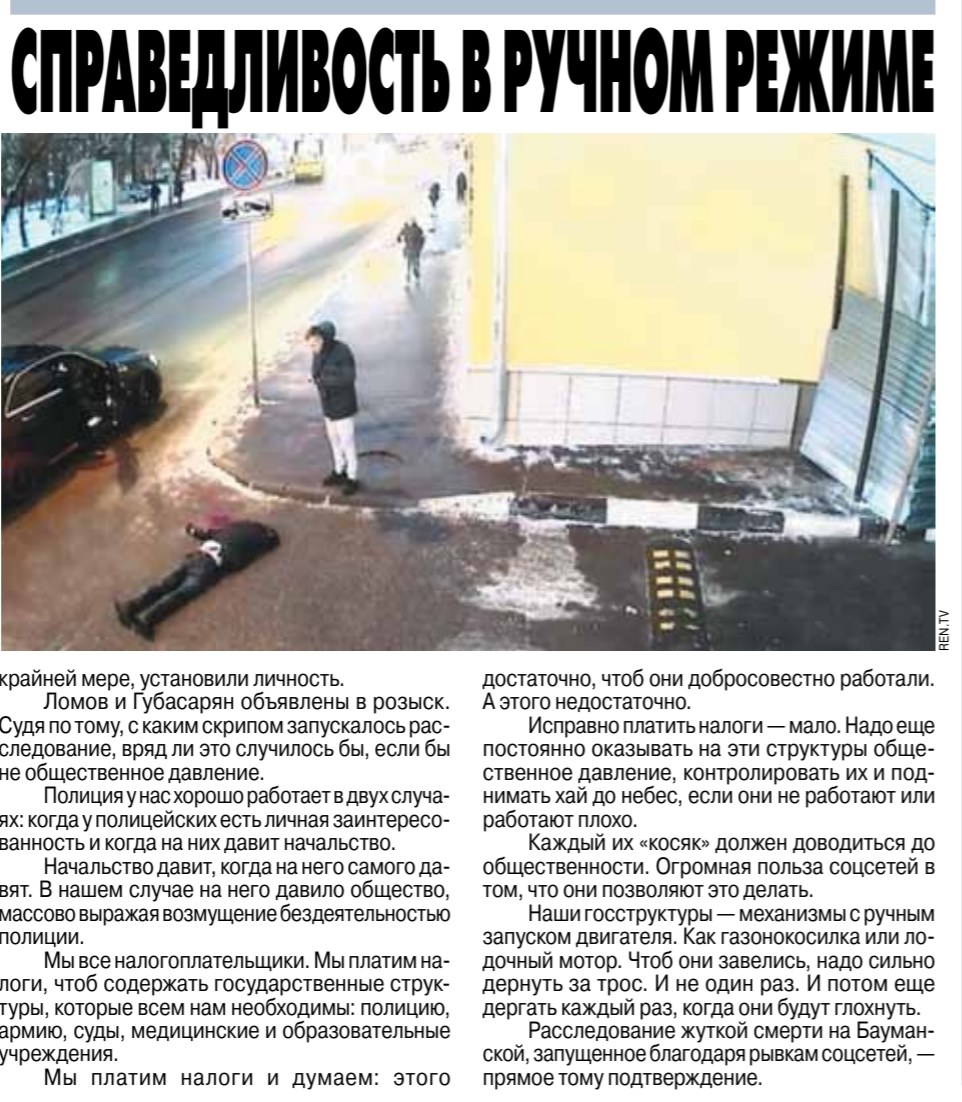 СПРАВЕДЛИВОСТЬ В РУЧНОМ РЕЖИМЕ
REN.TV
крайней мере, установили личность.
Ломов и Губасарян объявлены в розыск.
Судя по тому, с каким скрипом запускалось рас-
следование, вряд ли это случилось бы, если бы
не общественное давление.
Полиция у нас хорошо работает в двух случа-
ях: когда у полицейских есть личная заинтересо-
ванность и когда на них давит начальство.
Начальство давит, когда на него самого да-
вят. В нашем случае на него давило общество,
массово выражая возмущение бездеятельностью
полиции.
Мы все налогоплательщики. Мы платим на-
логи, чтоб содержать государственные струк-
туры, которые всем нам необходимы: полицию,
армию, суды, медицинские и образовательные
учреждения.
Мы платим налоги и думаем: этого
достаточно, чтоб они добросовестно работали.
А этого недостаточно.
Исправно платить налоги — мало. Надо еще
постоянно оказывать на эти структуры обще-
ственное давление, контролировать их и под-
нимать хай до небес, если они не работают или
работают плохо.
Каждый их «косяк» должен доводиться до
общественности. Огромная польза соцсетей в
том, что они позволяют это делать.
Наши госструктуры — механизмы с ручным
запуском двигателя. Как газонокосилка или ло-
дочный мотор. Чтоб они завелись, надо сильно
дернуть за трос. И не один раз. И потом еще
дергать каждый раз, когда они будут глохнуть.
Расследование жуткой смерти на Бауман-
ской, запущенное благодаря рывкам соцсетей, —
прямое тому подтверждение.